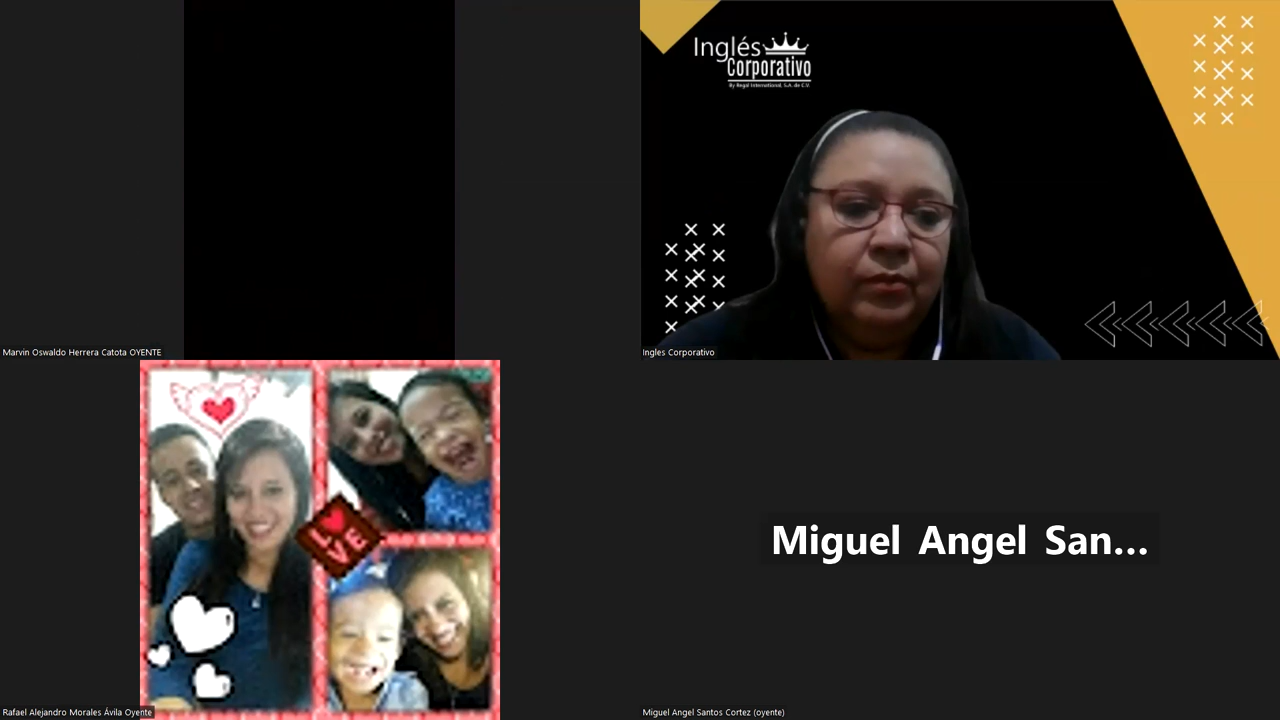 Inglés
Corporativo
By Regal International, S.A. de C.V.
Marvin Oswaldo Herrera Catota OYENTE
Ingles Corporativo
LOVE
Miguel Angel San...
Rafael Alejandro Morales Ávila Oyente
Miguel Angel Santos Cortez (oyente)